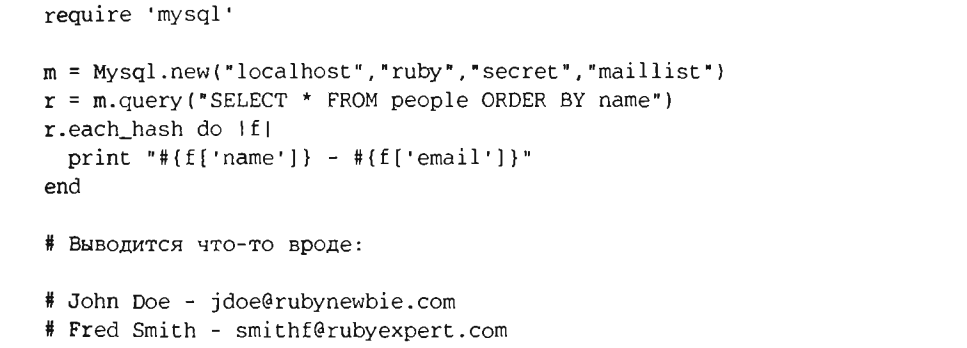 require 'mysql'
m = Mysql.new("localhost","ruby","secret","maillist")
r = m.query("SELECT * FROM people ORDER BY name")
r.each_hash do |f|
print "#{f['name']} - #{f['email']}"
end
# Выводится что-то вроде:
# John Doe - jdoe@rubynewbie.com
# Fred Smith - smithf@rubyexpert.com